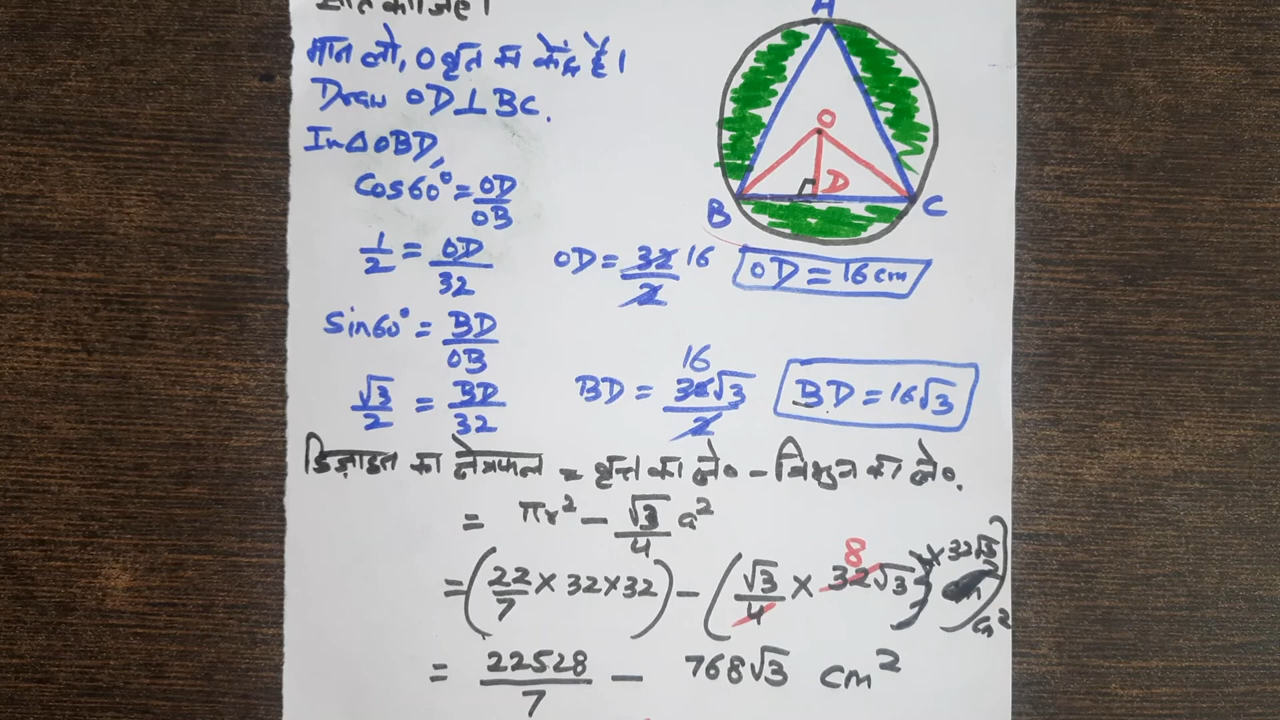 ज्ञात कीजिए।
मान लो, O वृत्त का केंद्र है।
Draw OD⊥BC.
In △OBD,
Cos60° = OD/OB
1/2 = OD/32
OD = 32/2 16
OD = 16 cm
Sin60° = BD/OB
√3/2 = BD/32
BD = 16 32√3/2
BD = 16√3
डिज़ाइन का क्षेत्रफल = वृत्त का क्षे० - त्रिभुज का क्षे०.
= πr² - √3/4 a²
= (22/7 × 32 × 32) - (√3/4 × 32√3 × 32√3) 8
= 22528/7 - 768√3 cm²
A
O
D
B
C